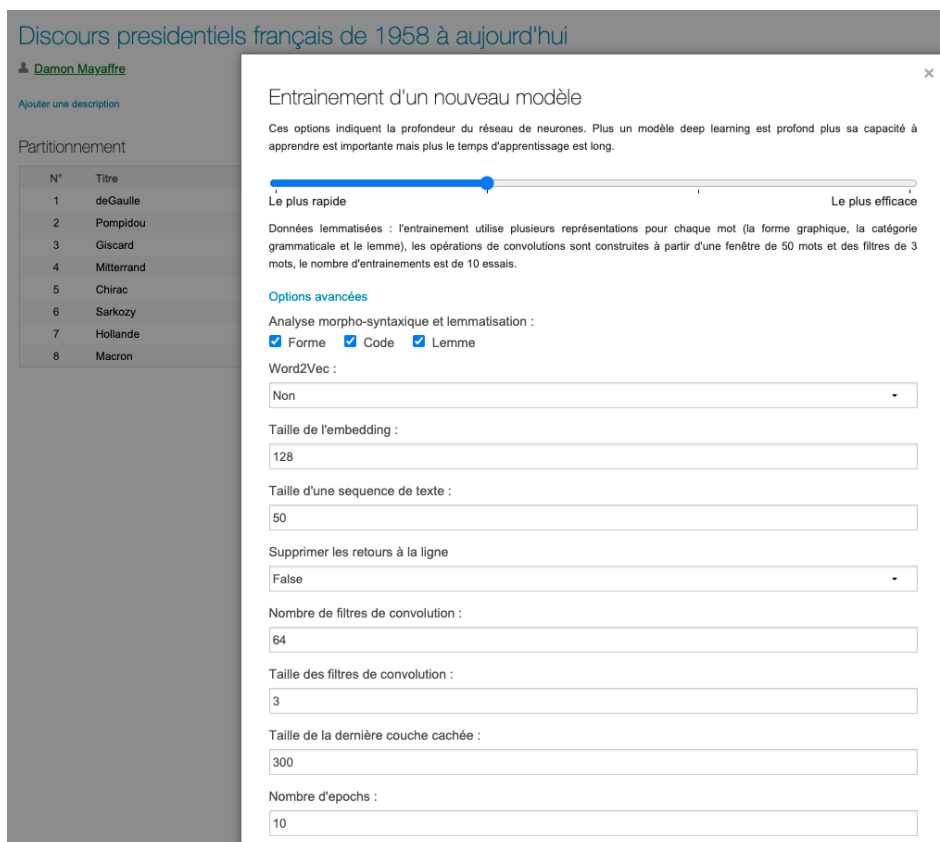 Discours presidentiels français de 1958 à aujourd'hui
Damon Mayaffre
Ajouter une description
Partitionnement
N° Titre
1 deGaulle
2 Pompidou
3 Giscard
4 Mitterrand
5 Chirac
6 Sarkozy
7 Hollande
8 Macron
×
Entrainement d'un nouveau modèle
Ces options indiquent la profondeur du réseau de neurones. Plus un modèle deep learning est profond plus sa capacité à
apprendre est importante mais plus le temps d'apprentissage est long.
Le plus rapide Le plus efficace
Données lemmatisées : l'entrainement utilise plusieurs représentations pour chaque mot (la forme graphique, la catégorie
grammaticale et le lemme), les opérations de convolutions sont construites à partir d'une fenêtre de 50 mots et des filtres de 3
mots, le nombre d'entrainements est de 10 essais.
Options avancées
Analyse morpho-syntaxique et lemmatisation :
Forme Code Lemme
Word2Vec :
Non
Taille de l'embedding :
128
Taille d'une sequence de texte :
50
Supprimer les retours à la ligne
False
Nombre de filtres de convolution :
64
Taille des filtres de convolution :
3
Taille de la dernière couche cachée :
300
Nombre d'epochs :
10